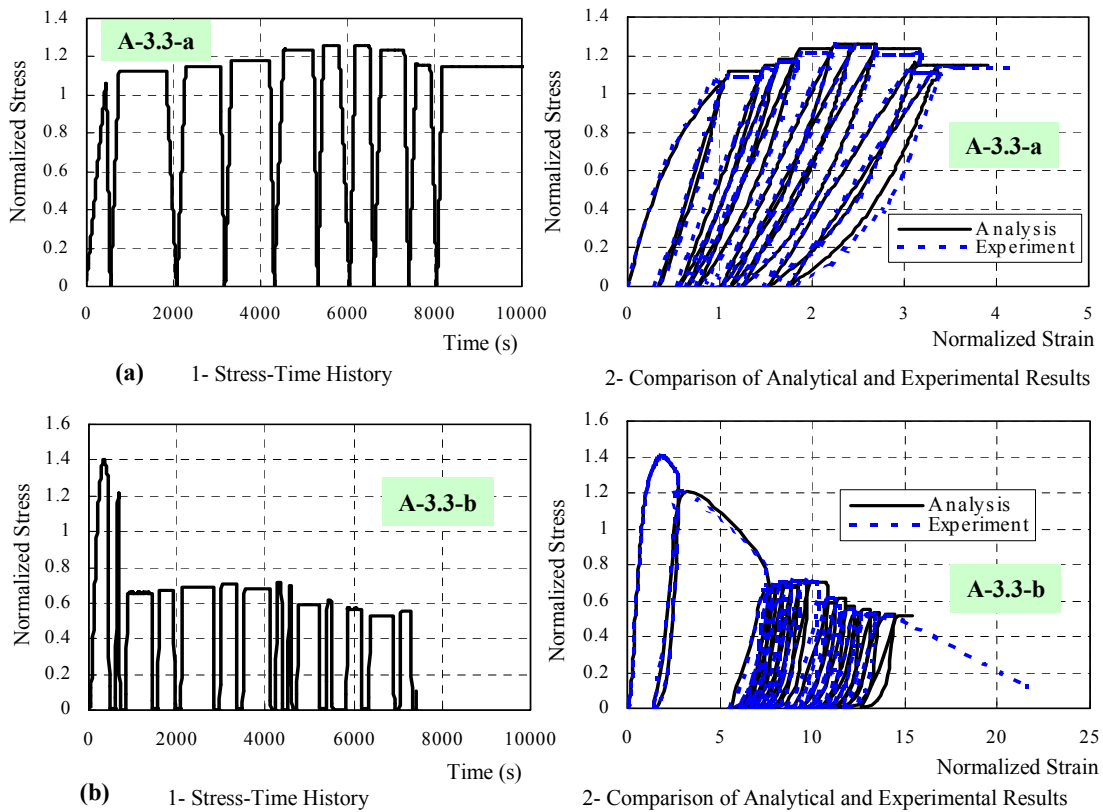 1.4
1.2
1
0.8
0.6
0.4
0.2
0
Normalized Stress
A-3.3-a
0 2000 4000 6000 8000 10000
Time (s)
(a) 1- Stress-Time History
1.4
1.2
1
0.8
0.6
0.4
0.2
0
Normalized Stress
A-3.3-a
Analysis
Experiment
0 1 2 3 4 5
Normalized Strain
2- Comparison of Analytical and Experimental Results
1.6
1.4
1.2
1
0.8
0.6
0.4
0.2
0
Normalized Stress
A-3.3-b
0 2000 4000 6000 8000 10000
Time (s)
(b) 1- Stress-Time History
1.6
1.4
1.2
1
0.8
0.6
0.4
0.2
0
Normalized Stress
Analysis
Experiment
A-3.3-b
0 5 10 15 20 25
Normalized Strain
2- Comparison of Analytical and Experimental Results